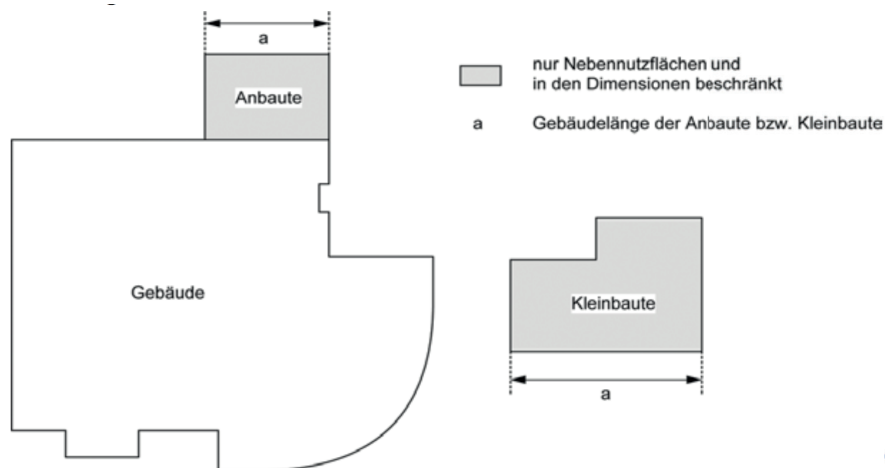 a
Anbaute
nur Nebennutzflächen und
in den Dimensionen beschränkt
a Gebäudelänge der Anbaute bzw. Kleinbaute
Gebäude
Kleinbaute
a